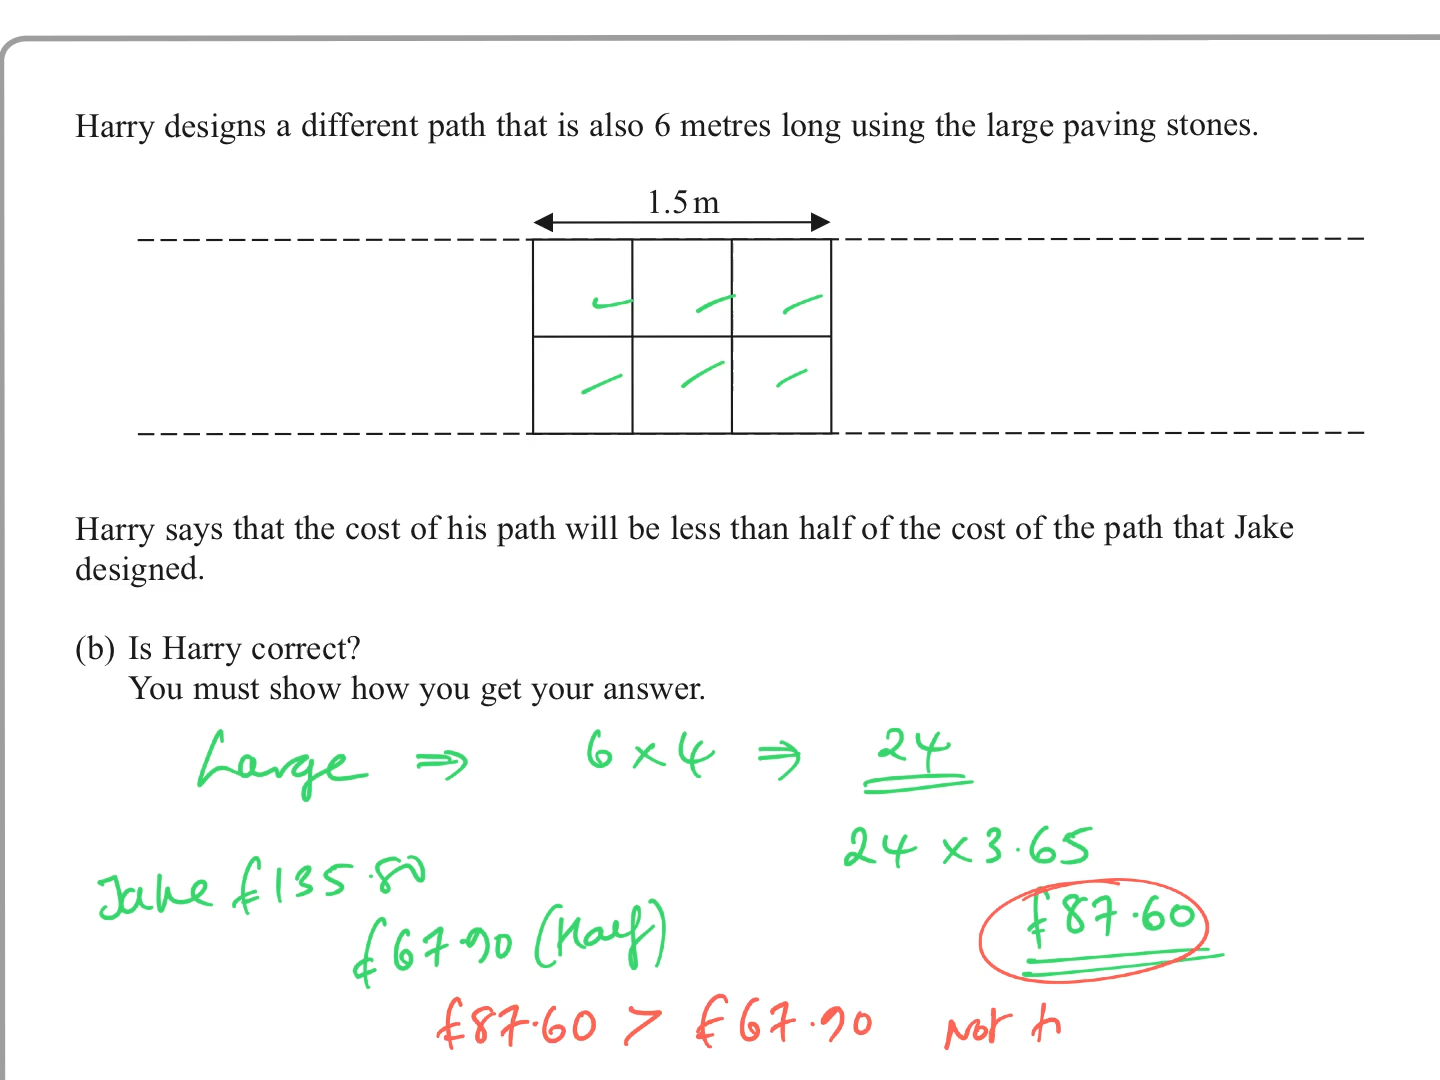 Harry designs a different path that is also 6 metres long using the large paving stones.
1.5 m
Harry says that the cost of his path will be less than half of the cost of the path that Jake
designed.
(b) Is Harry correct?
You must show how you get your answer.
Large ⇒ 6 × 4 ⇒ 24
24 × 3.65
Jake £135.80
£87.60
£67.90 (Half)
£87.60 > £67.90 Not